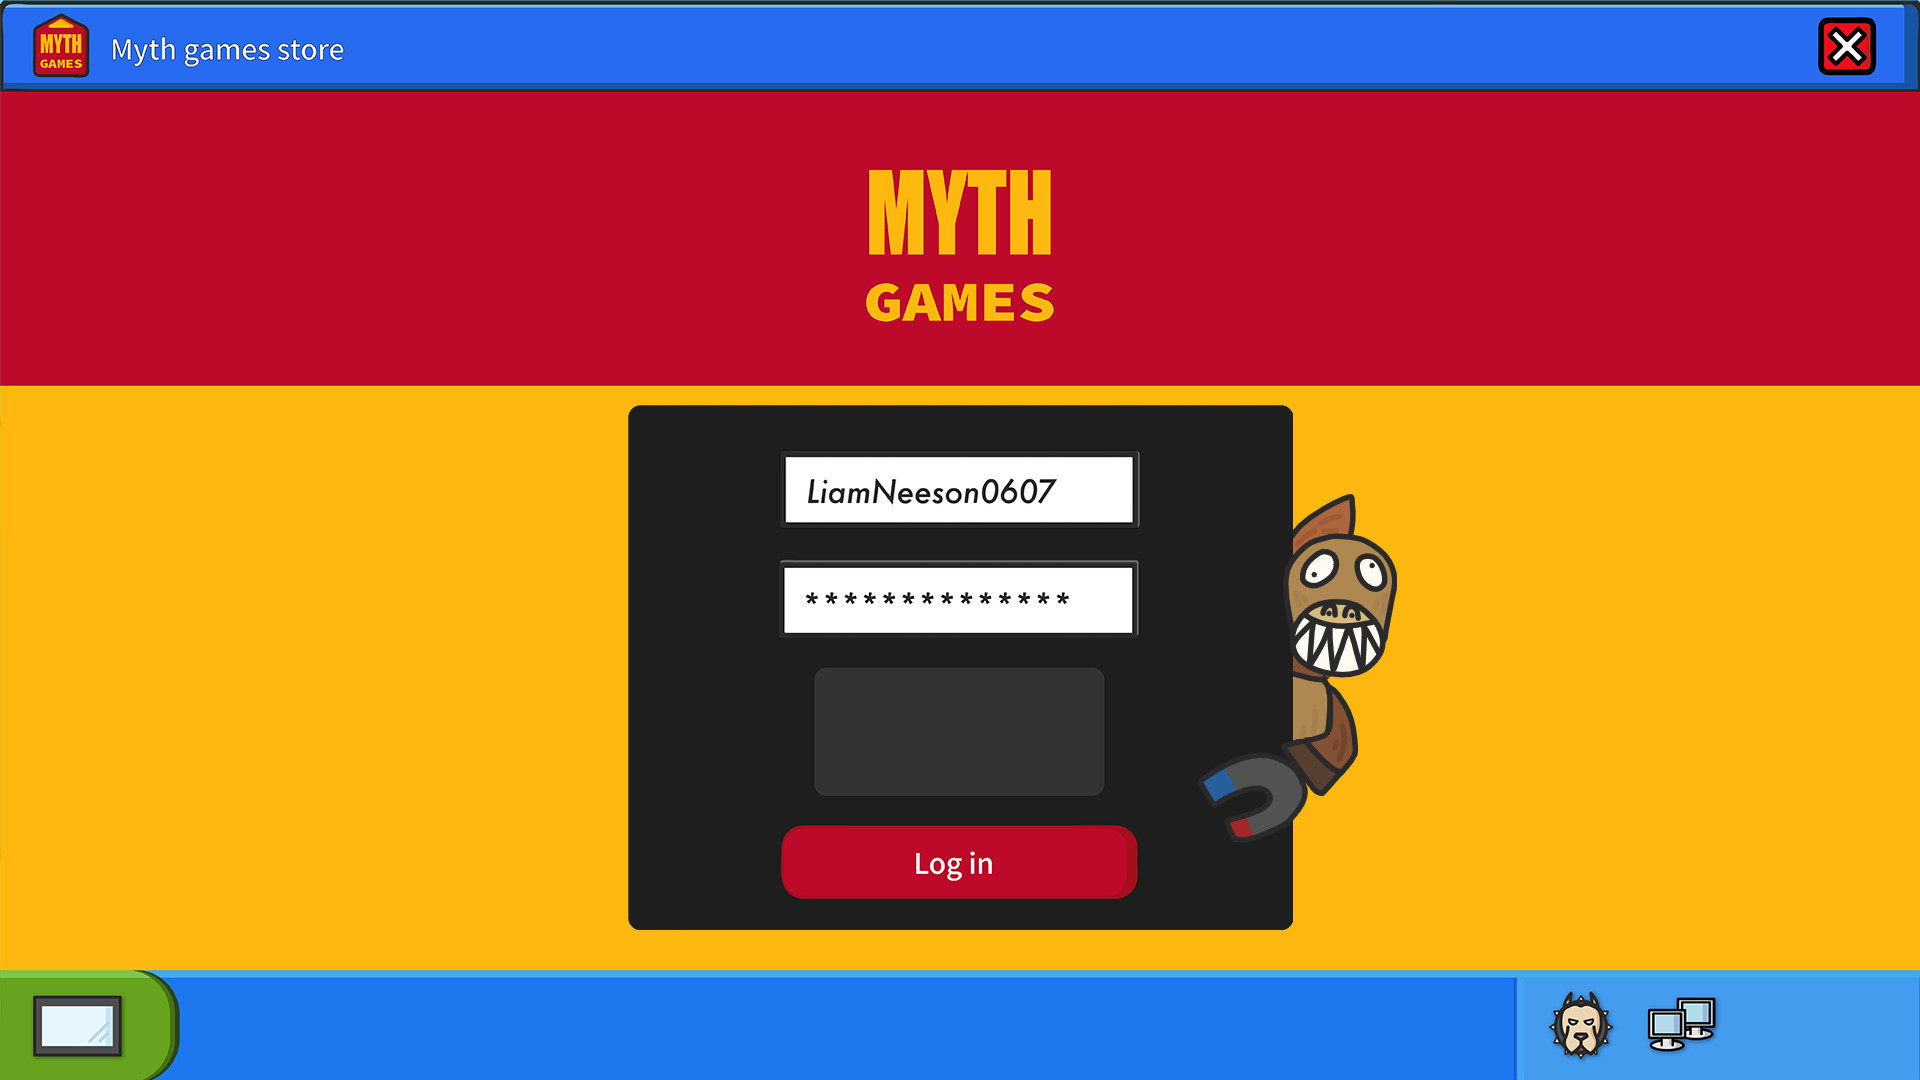 MYTH
GAMES
Myth games store
MYTH
GAMES
LiamNeeson0607
**************
Log in